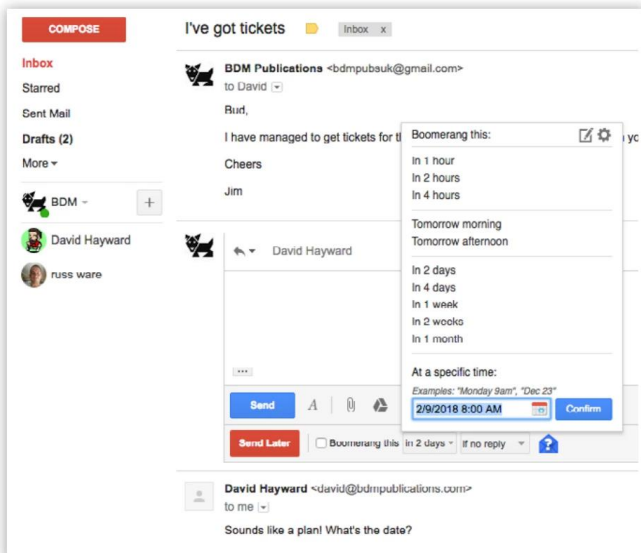 COMPOSE
Inbox
Starred
Sent Mail
Drafts (2)
More
BDM
+
David Hayward
russ ware
I've got tickets
Inbox x
BDM Publications <bdmpubsuk@gmail.com>
to David
Bud,
I have managed to get tickets for th
Cheers
Jim
David Hayward
...
Send
A
Send Later
Boomerang this in 2 days if no reply
Boomerang this:
In 1 hour
In 2 hours
In 4 hours
Tomorrow morning
Tomorrow afternoon
In 2 days
In 4 days
In 1 week
In 2 weeks
In 1 month
At a specific time:
Examples: "Monday 9am", "Dec 23"
2/9/2018 8:00 AM
Confirm
David Hayward <david@bdmpublications.com>
to me
Sounds like a plan! What's the date?